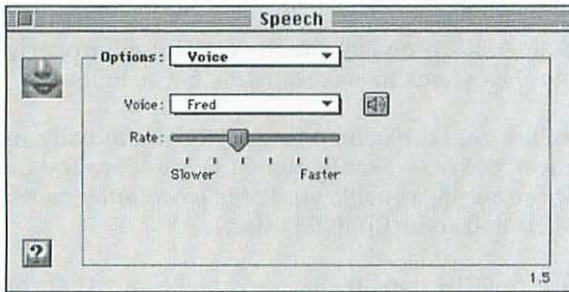 Speech
Options: Voice
Voice: Fred
Rate:
Slower Faster
?
1.5